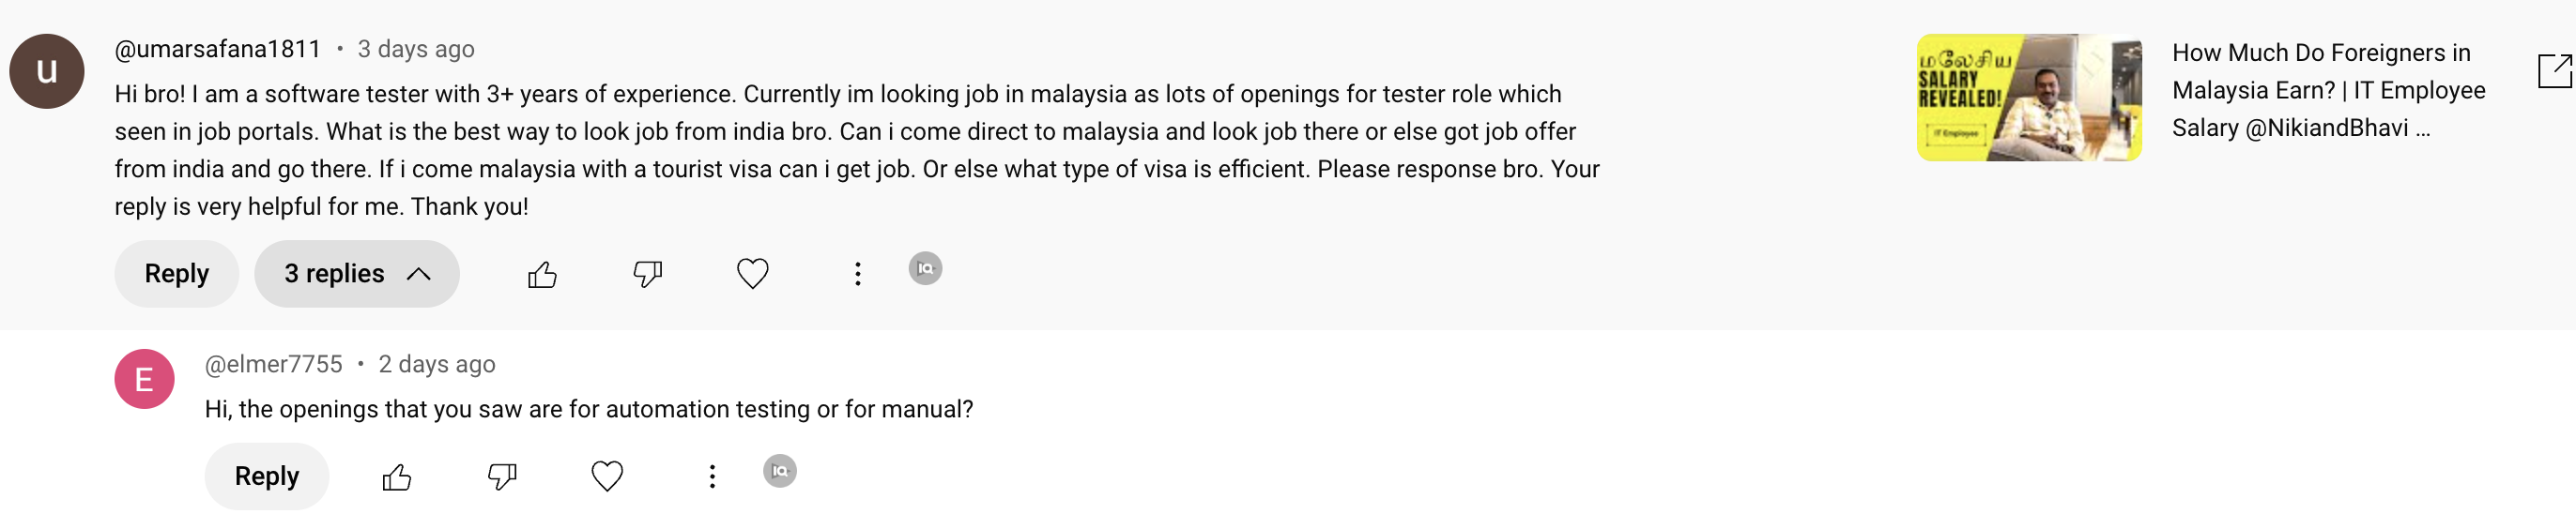 u
@umarsafana1811 • 3 days ago
Hi bro! I am a software tester with 3+ years of experience. Currently im looking job in malaysia as lots of openings for tester role which
seen in job portals. What is the best way to look job from india bro. Can i come direct to malaysia and look job there or else got job offer
from india and go there. If i come malaysia with a tourist visa can i get job. Or else what type of visa is efficient. Please response bro. Your
reply is very helpful for me. Thank you!
Reply
3 replies
மலேசிய
SALARY
REVEALED!
IT Employee
How Much Do Foreigners in
Malaysia Earn? | IT Employee
Salary @NikiandBhavi ...
E
@elmer7755 • 2 days ago
Hi, the openings that you saw are for automation testing or for manual?
Reply